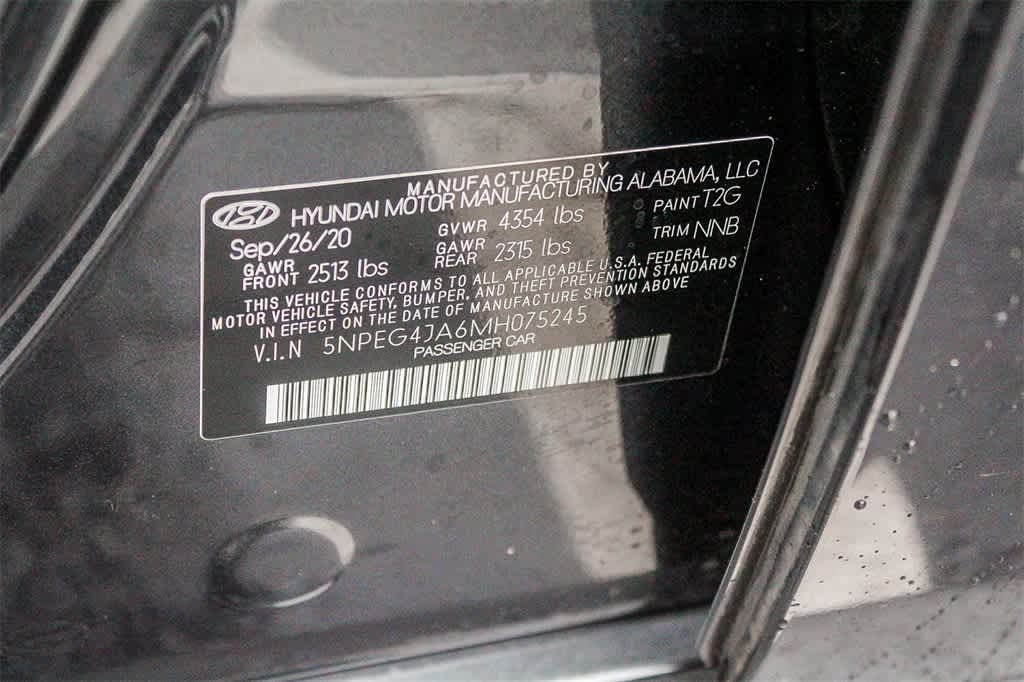 MANUFACTURED BY
HYUNDAI MOTOR MANUFACTURING ALABAMA, LLC
Sep/26/20 GVWR 4354 lbs PAINT T2G
GAWR FRONT 2513 lbs GAWR REAR 2315 lbs TRIM NNB
THIS VEHICLE CONFORMS TO ALL APPLICABLE U.S.A. FEDERAL
MOTOR VEHICLE SAFETY, BUMPER, AND THEFT PREVENTION STANDARDS
IN EFFECT ON THE DATE OF MANUFACTURE SHOWN ABOVE
V.I.N 5NPEG4JA6MH075245
PASSENGER CAR